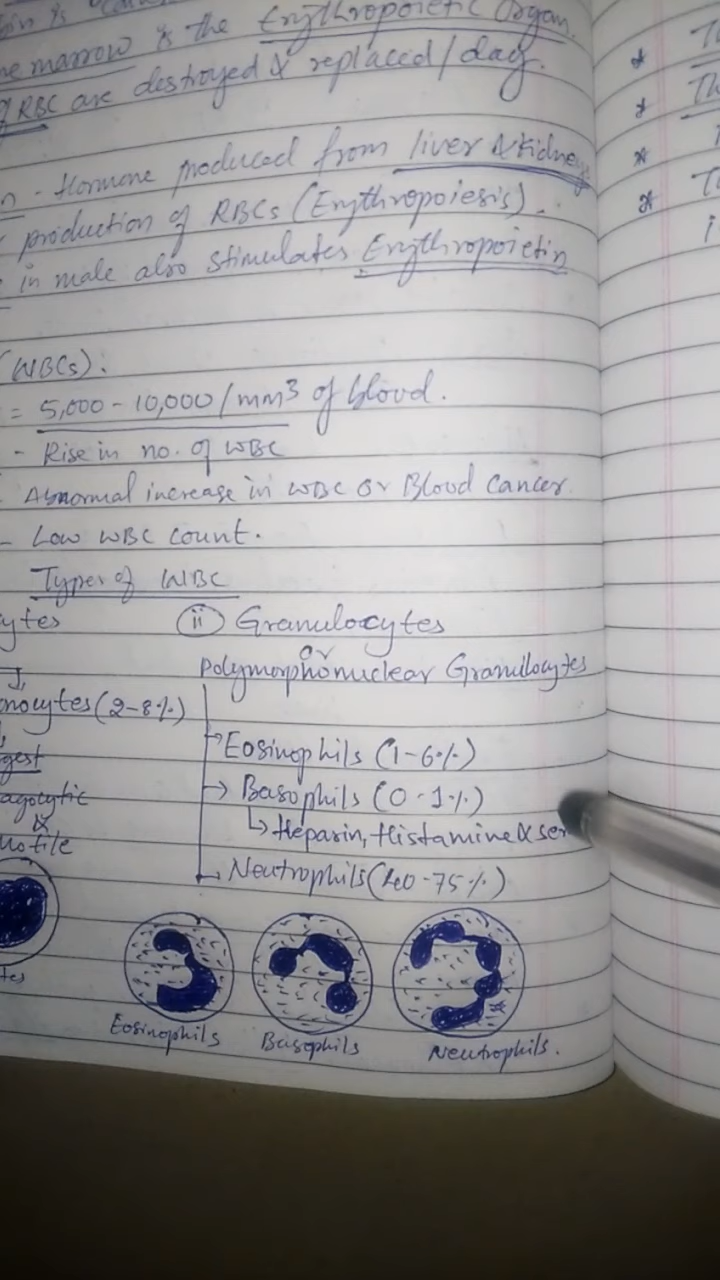 marrow is the Erythropoietic Organ.
of RBC are destroyed & replaced/day.
n - Hormone produced from liver & kidney
production of RBCs (Erythropoiesis).
in male also stimulates Erythropoietin
(WBCs):
= 5,000 - 10,000/mm³ of blood.
- Rise in no. of WBC
Abnormal increase in WBC or Blood Cancer
- Low WBC count.
Types of WBC
ytes ii Granulocytes
or
Polymorphonuclear Granulocytes
nocytes (2-8%)
Eosinophils (1-6%)
gest
Basophils (0-1%)
agocytic
&
Heparin, Histamine & ser
Motile
Neutrophils (40-75%)
tes
Eosinophils Basophils Neutrophils.